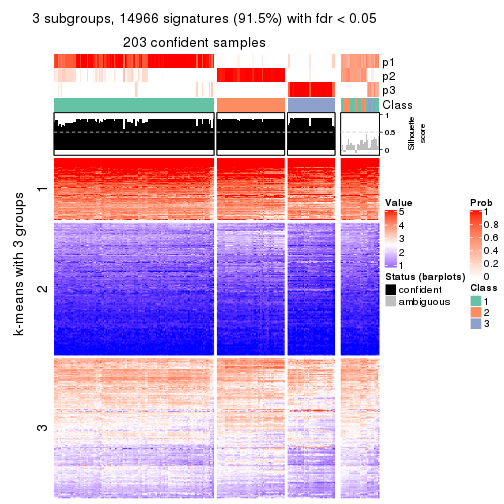 3 subgroups, 14966 signatures (91.5%) with fdr < 0.05
203 confident samples
p1
p2
p3
Class
1
0.5
0
Silhouette
score
k-means with 3 groups
1
2
3
Value
5
4
3
2
1
Status (barplots)
confident
ambiguous
Prob
1
0.8
0.6
0.4
0.2
0
Class
1
2
3